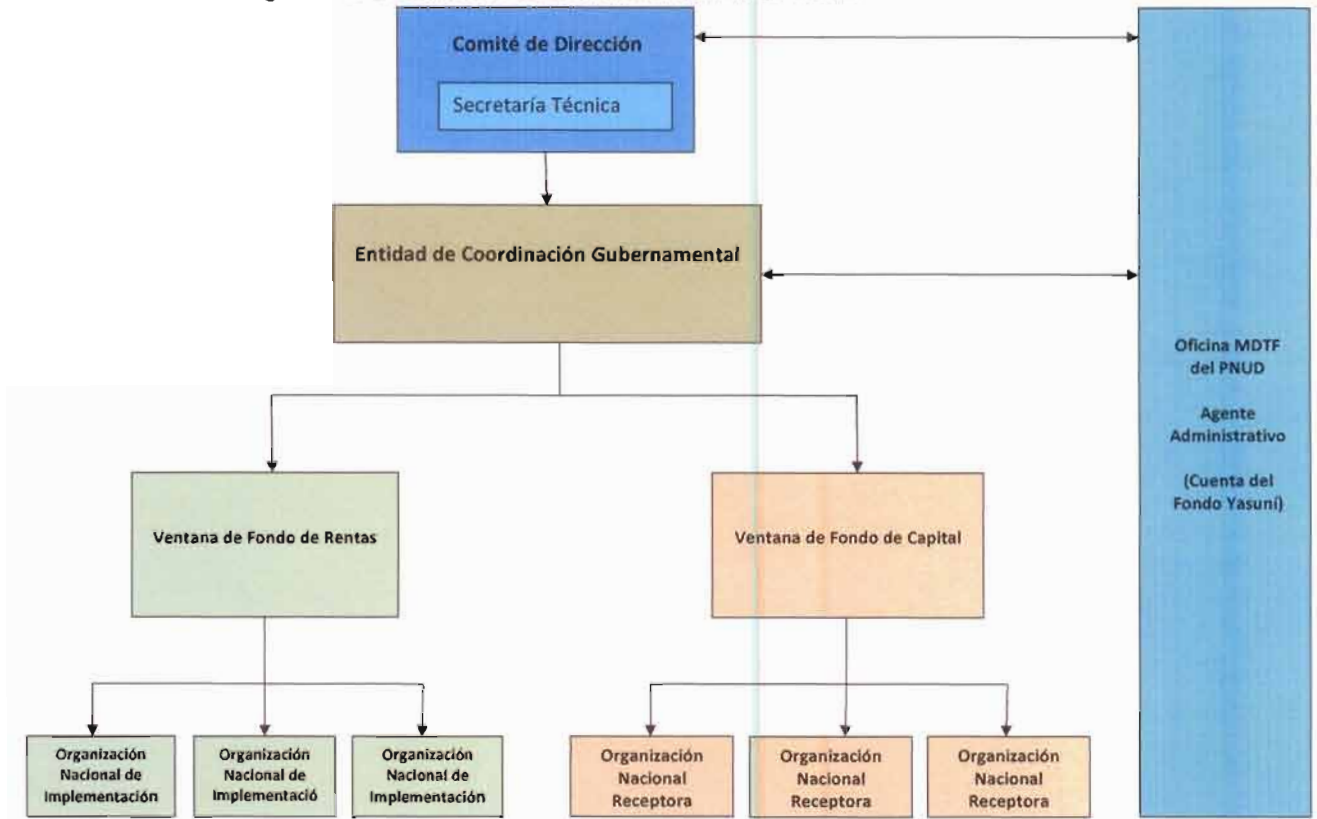 Comité de Dirección
Secretaría Técnica
Entidad de Coordinación Gubernamental
Oficina MDTF
del PNUD
Agente
Administrativo
(Cuenta del
Fondo Yasuní)
Ventana de Fondo de Rentas
Ventana de Fondo de Capital
Organización
Nacional de
Implementación
Organización
Nacional de
Implementació
Organización
Nacional de
Implementación
Organización
Nacional
Receptora
Organización
Nacional
Receptora
Organización
Nacional
Receptora